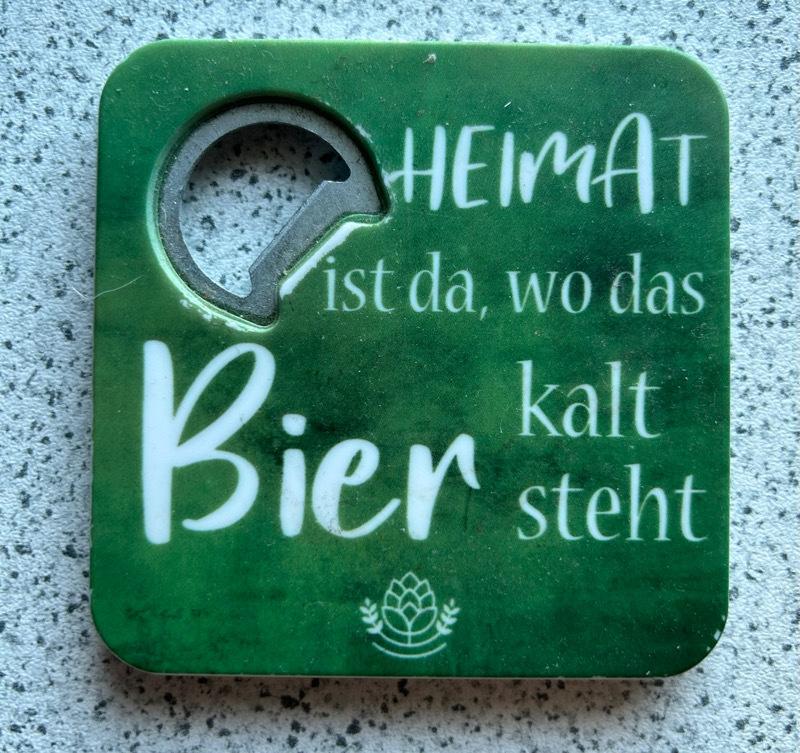 HEIMAT
ist da, wo das
Bier kalt
steht